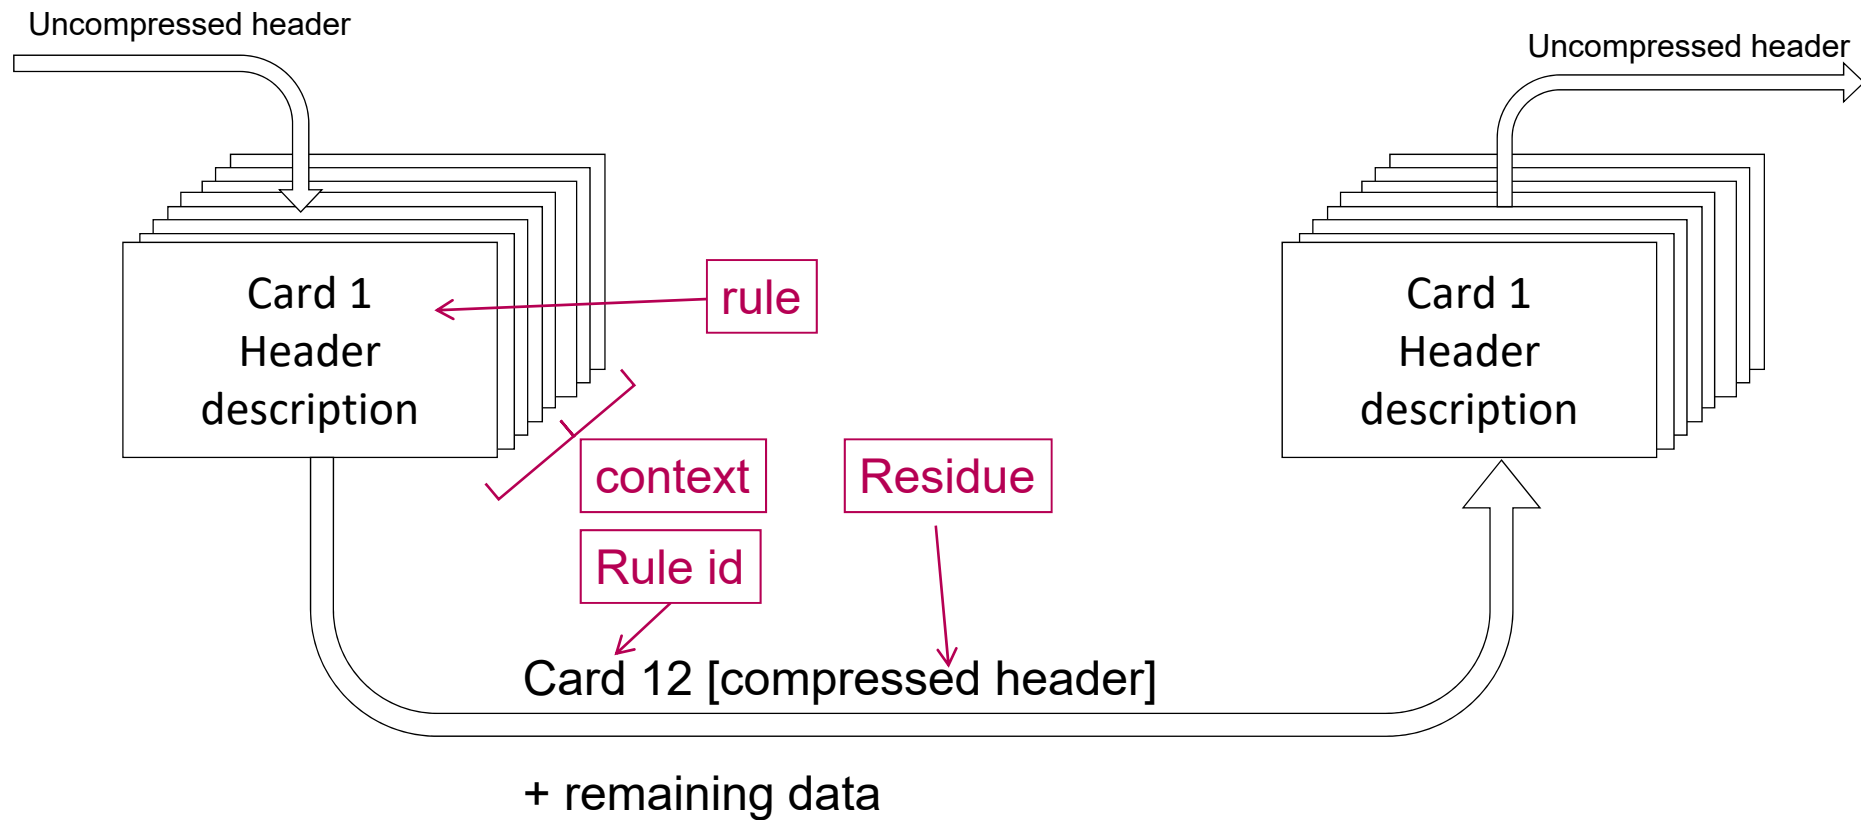 Uncompressed header
Uncompressed header
Card 1
Header
description
rule
Card 1
Header
description
context
Residue
Rule id
Card 12 [compressed header]
+ remaining data